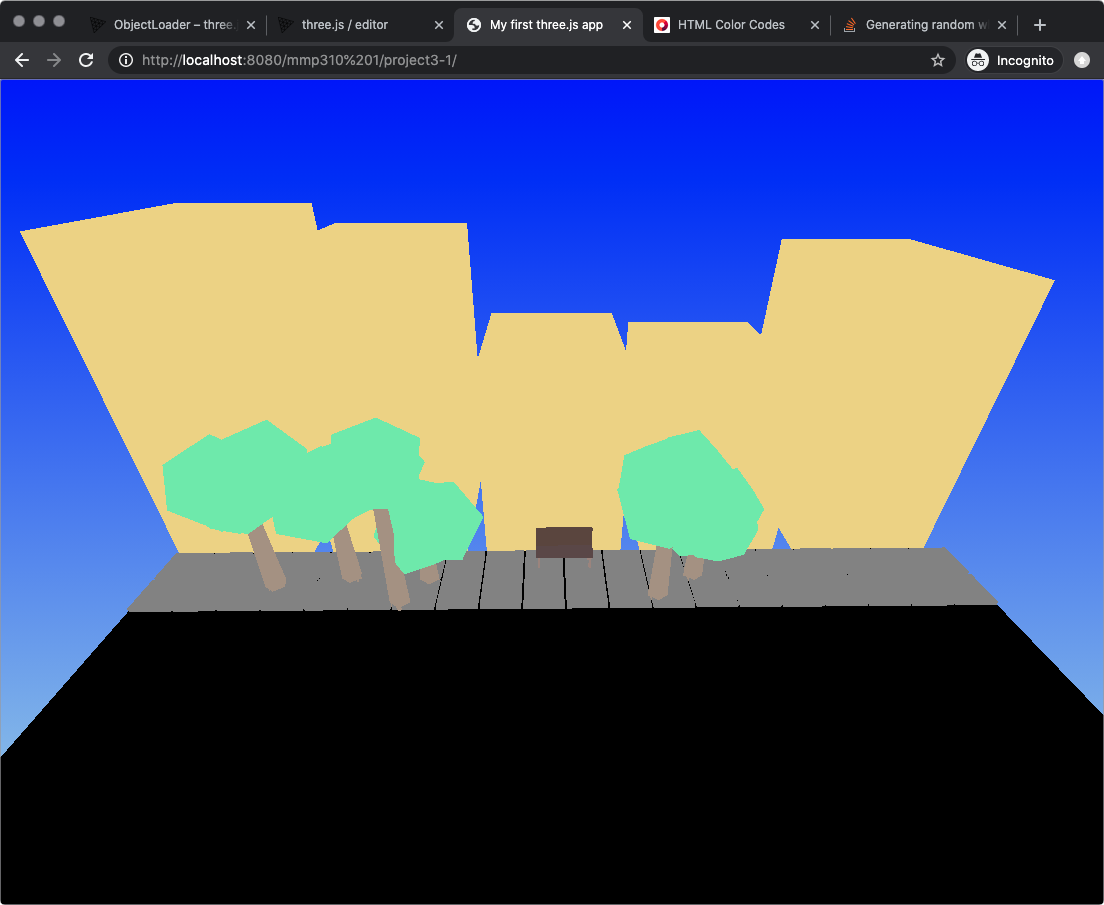 ObjectLoader – three.
three.js / editor
My first three.js app
HTML Color Codes
Generating random w
http://localhost:8080/mmp310%201/project3-1/
Incognito